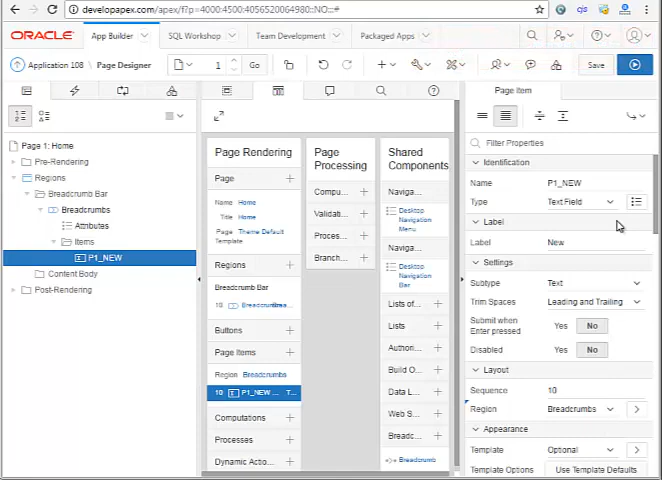 developapex.com/apex/f?p=4000:4500:4056520064980::NO:::#
ORACLE
App Builder
SQL Workshop
Team Development
Packaged Apps
Application 108 \ Page Designer
1
Go
Save
Page 1: Home
Pre-Rendering
Regions
Breadcrumb Bar
Breadcrumbs
Attributes
Items
P1_NEW
Content Body
Post-Rendering
Page Rendering
Page
Name Home
Title Home
Page Template Theme Default
Regions
Breadcrumb Bar
10
Buttons
Page Items
Region Breadcrumbs
10 P1_NEW ... T...
Computations
Processes
Dynamic Actio...
Page Processing
Compu...
Validat...
Proces...
Branch...
Shared Components
Naviga...
Desktop Navigation Menu
Naviga...
Desktop Navigation Bar
Lists of...
Lists
Authori...
Build O...
Data L...
Web S...
Breadc...
Breadcrumb
Page Item
Filter Properties
Identification
Name P1_NEW
Type Text Field
Label
Label New
Settings
Subtype Text
Trim Spaces Leading and Trailing
Submit when Enter pressed Yes No
Disabled Yes No
Layout
Sequence 10
Region Breadcrumbs
Appearance
Template Optional
Template Options Use Template Defaults